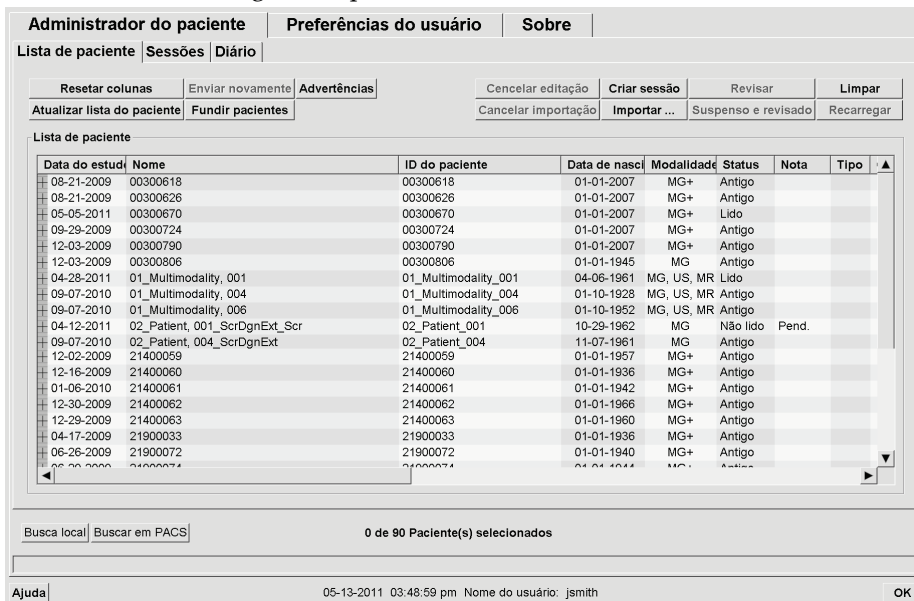 Administrador do paciente Preferências do usuário Sobre
Lista de paciente Sessões Diário
Resetar colunas Enviar novamente Advertências Cencelar editação Criar sessão Revisar Limpar
Atualizar lista do paciente Fundir pacientes Cancelar importação Importar ... Suspenso e revisado Recarregar
Lista de paciente
Data do estud Nome ID do paciente Data de nasci Modalidade Status Nota Tipo
08-21-2009 00300618 00300618 01-01-2007 MG+ Antigo
08-21-2009 00300626 00300626 01-01-2007 MG+ Antigo
05-05-2011 00300670 00300670 01-01-2007 MG+ Lido
09-29-2009 00300724 00300724 01-01-2007 MG+ Antigo
12-03-2009 00300790 00300790 01-01-2007 MG+ Antigo
12-03-2009 00300806 00300806 01-01-1945 MG Antigo
04-28-2011 01_Multimodality, 001 01_Multimodality_001 04-06-1961 MG, US, MR Lido
09-07-2010 01_Multimodality, 004 01_Multimodality_004 01-10-1928 MG, US, MR Antigo
09-07-2010 01_Multimodality, 006 01_Multimodality_006 01-10-1952 MG, US, MR Antigo
04-12-2011 02_Patient, 001_ScrDgnExt_Scr 02_Patient_001 10-29-1962 MG Não lido Pend.
09-07-2010 02_Patient, 004_ScrDgnExt 02_Patient_004 11-07-1961 MG Antigo
12-02-2009 21400059 21400059 01-01-1957 MG+ Antigo
12-16-2009 21400060 21400060 01-01-1936 MG+ Antigo
01-06-2010 21400061 21400061 01-01-1942 MG+ Antigo
12-30-2009 21400062 21400062 01-01-1966 MG+ Antigo
12-29-2009 21400063 21400063 01-01-1960 MG+ Antigo
04-17-2009 21900033 21900033 01-01-1936 MG+ Antigo
06-26-2009 21900072 21900072 01-01-1940 MG+ Antigo
Busca local Buscar em PACS 0 de 90 Paciente(s) selecionados
Ajuda 05-13-2011 03:48:59 pm Nome do usuário: jsmith OK